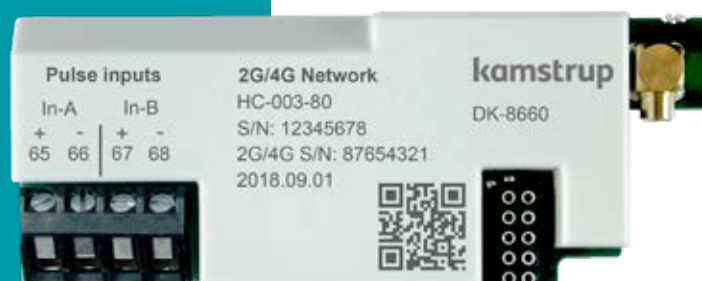 Pulse inputs
In-A In-B
+ - + -
65 66 67 68
2G/4G Network
HC-003-80
S/N: 12345678
2G/4G S/N: 87654321
2018.09.01
kamstrup
DK-8660